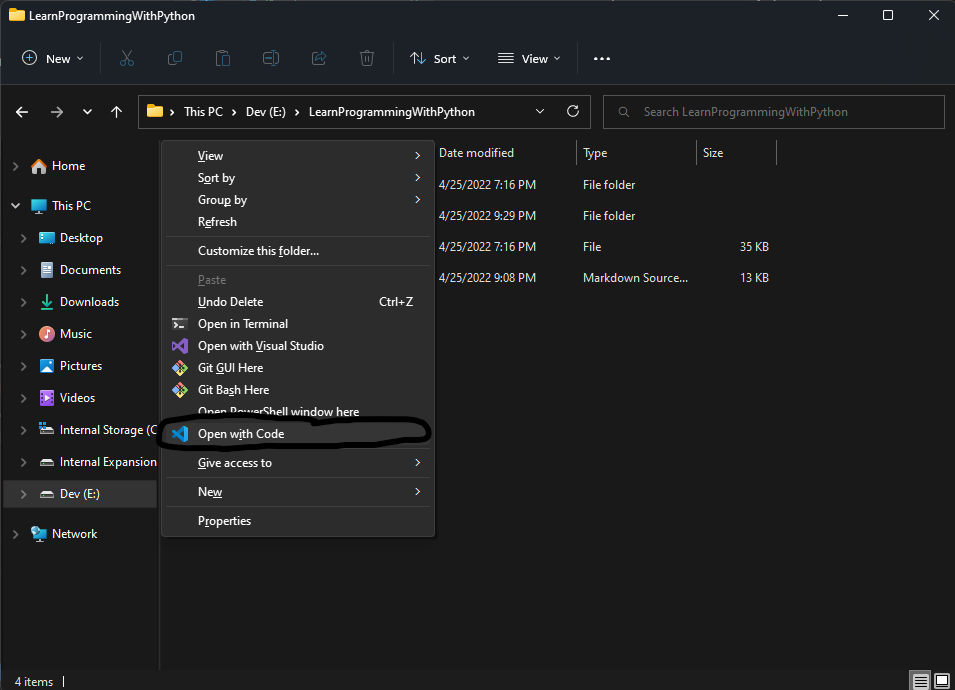 LearnProgrammingWithPython
New Sort View
This PC Dev (E:) LearnProgrammingWithPython Search LearnProgrammingWithPython
Date modified Type Size
4/25/2022 7:16 PM File folder
4/25/2022 9:29 PM File folder
4/25/2022 7:16 PM File 35 KB
4/25/2022 9:08 PM Markdown Source... 13 KB
Home
This PC
Desktop
Documents
Downloads
Music
Pictures
Videos
Internal Storage (C
Internal Expansion
Dev (E:)
Network
View
Sort by
Group by
Refresh
Customize this folder...
Paste
Undo Delete Ctrl+Z
Open in Terminal
Open with Visual Studio
Git GUI Here
Git Bash Here
Open PowerShell window here
Open with Code
Give access to
New
Properties
4 items